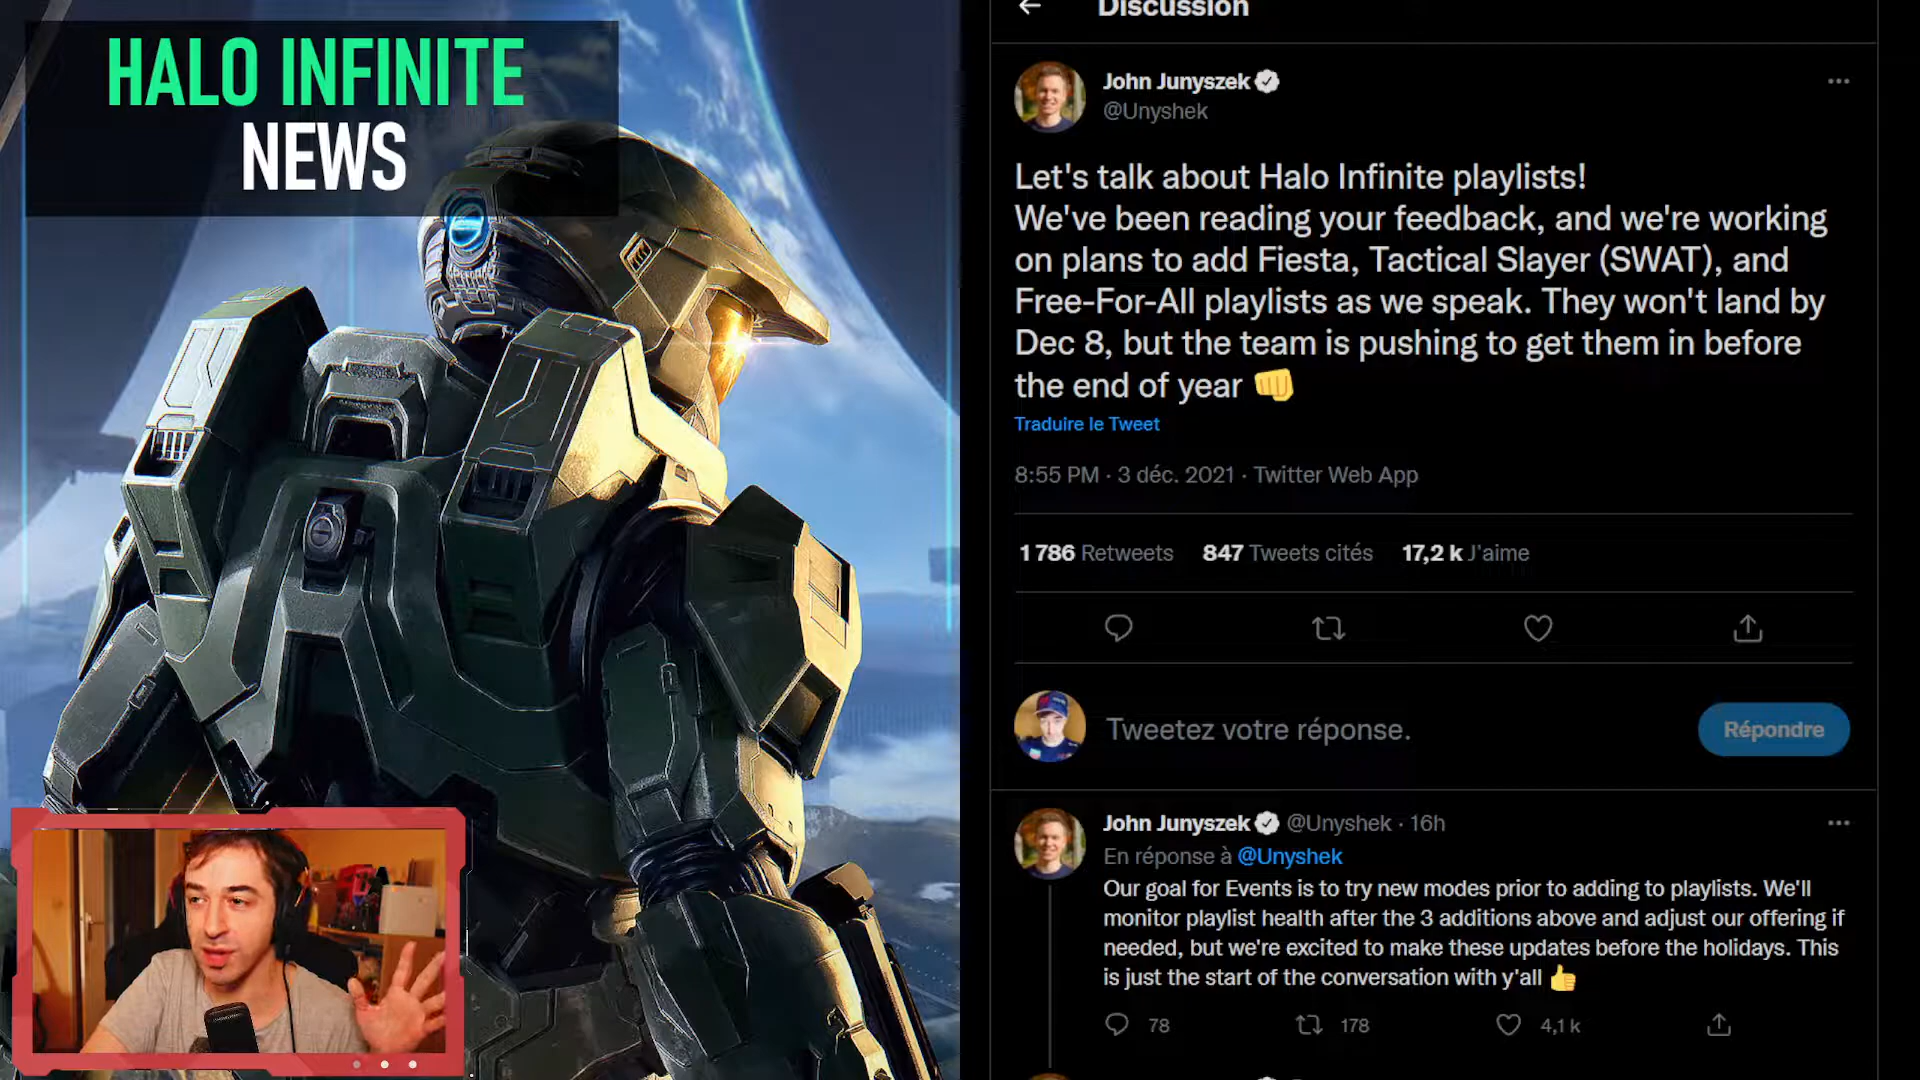 HALO INFINITE
NEWS
Discussion
John Junyszek
@Unyshek
Let's talk about Halo Infinite playlists!
We've been reading your feedback, and we're working
on plans to add Fiesta, Tactical Slayer (SWAT), and
Free-For-All playlists as we speak. They won't land by
Dec 8, but the team is pushing to get them in before
the end of year 👊
Traduire le Tweet
8:55 PM · 3 déc. 2021 · Twitter Web App
1 786 Retweets 847 Tweets cités 17,2 k J'aime
Tweetez votre réponse.
Répondre
John Junyszek @Unyshek · 16h
En réponse à @Unyshek
Our goal for Events is to try new modes prior to adding to playlists. We'll
monitor playlist health after the 3 additions above and adjust our offering if
needed, but we're excited to make these updates before the holidays. This
is just the start of the conversation with y'all 👍
78 178 4,1 k